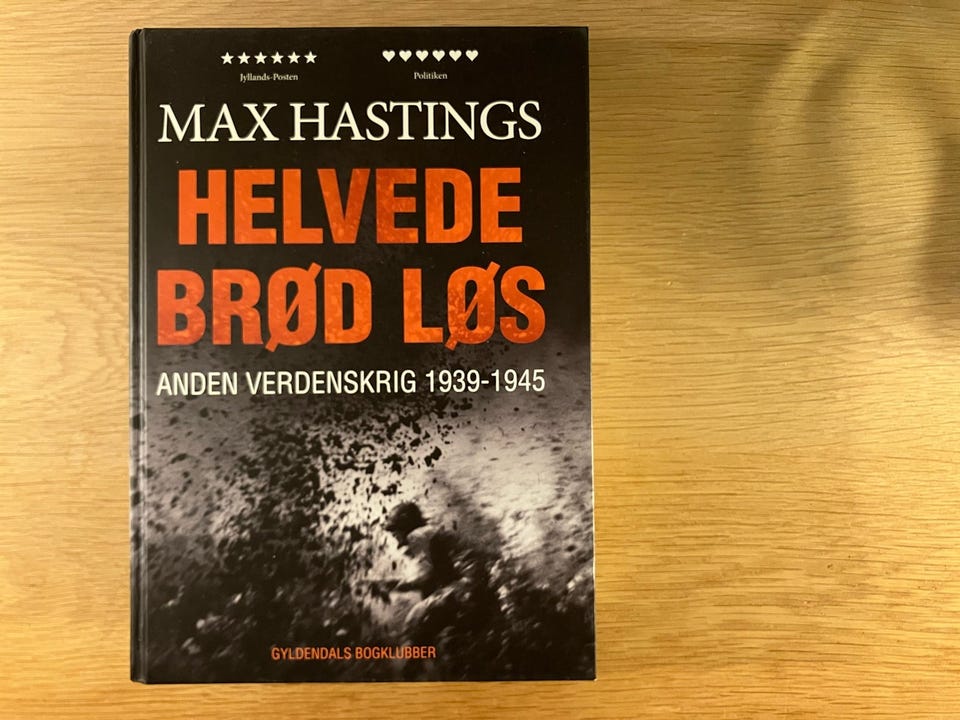 ★★★★★★ ♥♥♥♥♥♥
Jyllands-Posten Politiken
MAX HASTINGS
HELVEDE
BRØD LØS
ANDEN VERDENSKRIG 1939-1945
GYLDENDALS BOGKLUBBER